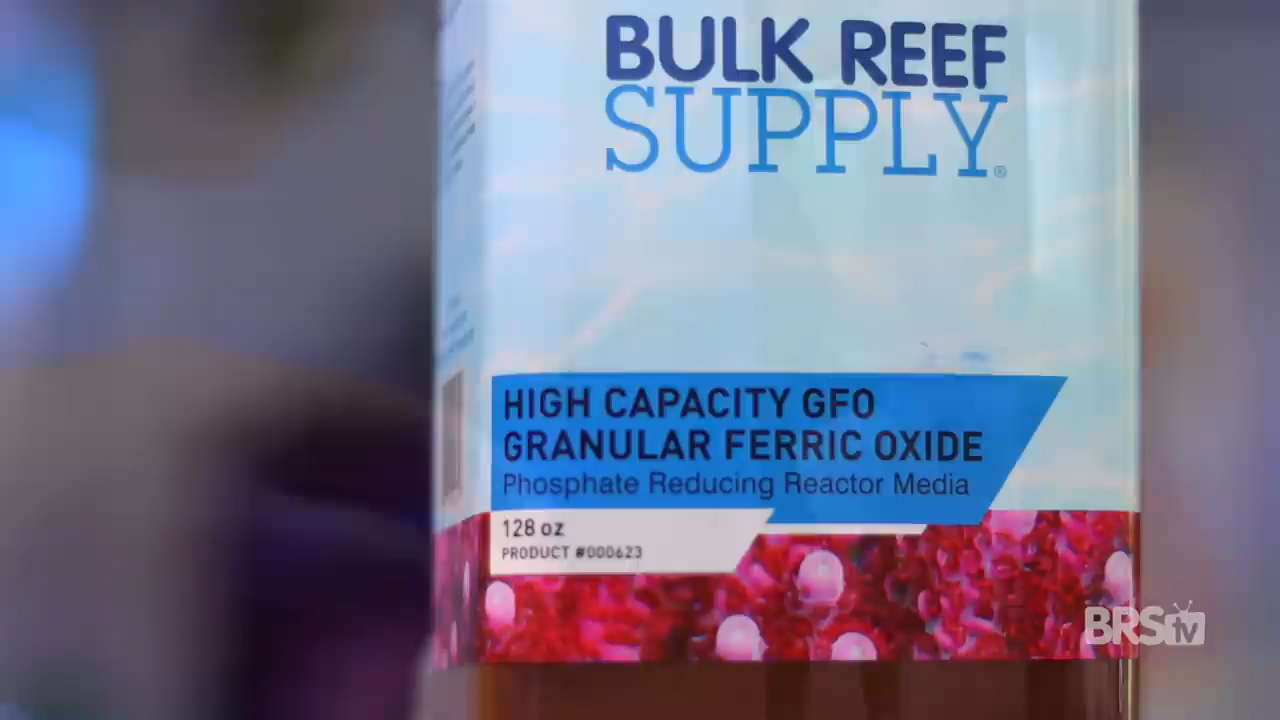 BULK REEF
SUPPLY®
HIGH CAPACITY GFO
GRANULAR FERRIC OXIDE
Phosphate Reducing Reactor Media
128 oz
PRODUCT #000623
BRStv